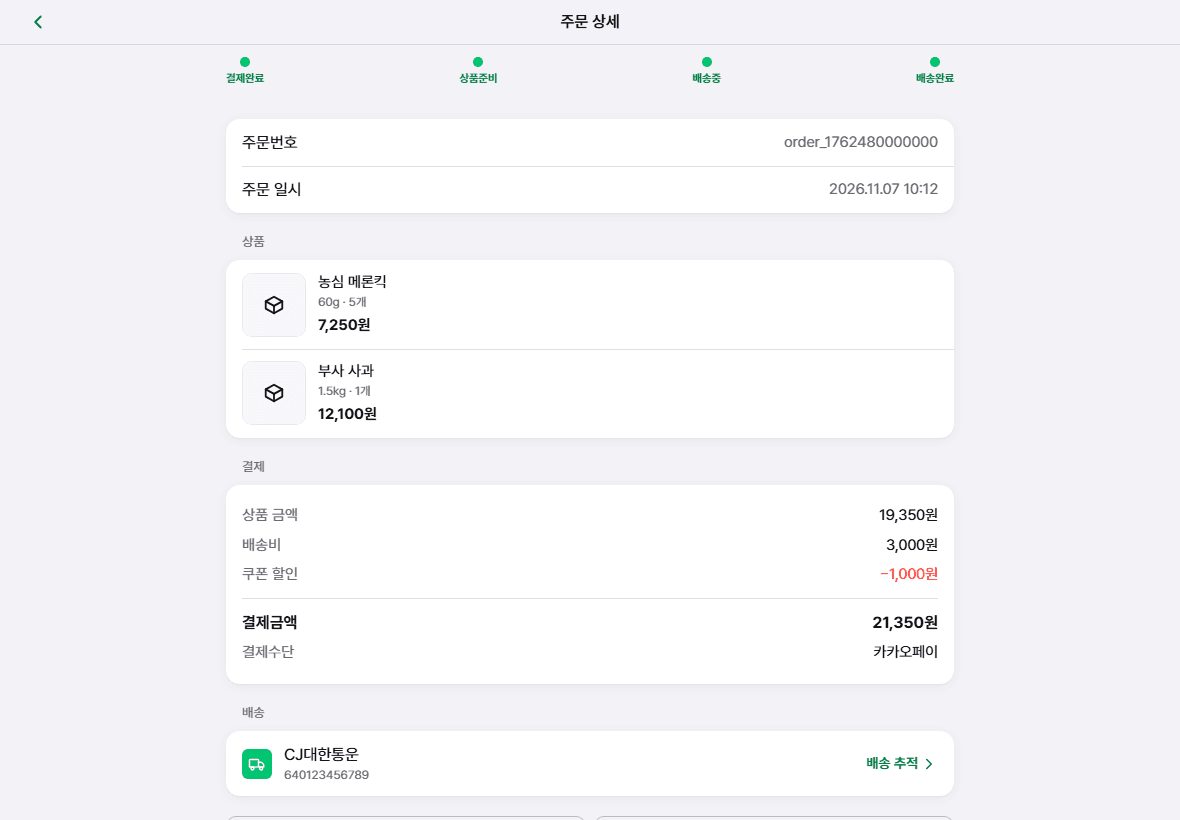 주문 상세
결제완료
상품준비
배송중
배송완료
주문번호
order_1762480000000
주문 일시
2026.11.07 10:12
상품
농심 메론킥
60g · 5개
7,250원
부사 사과
1.5kg · 1개
12,100원
결제
상품 금액
19,350원
배송비
3,000원
쿠폰 할인
−1,000원
결제금액
21,350원
결제수단
카카오페이
배송
CJ대한통운
640123456789
배송 추적